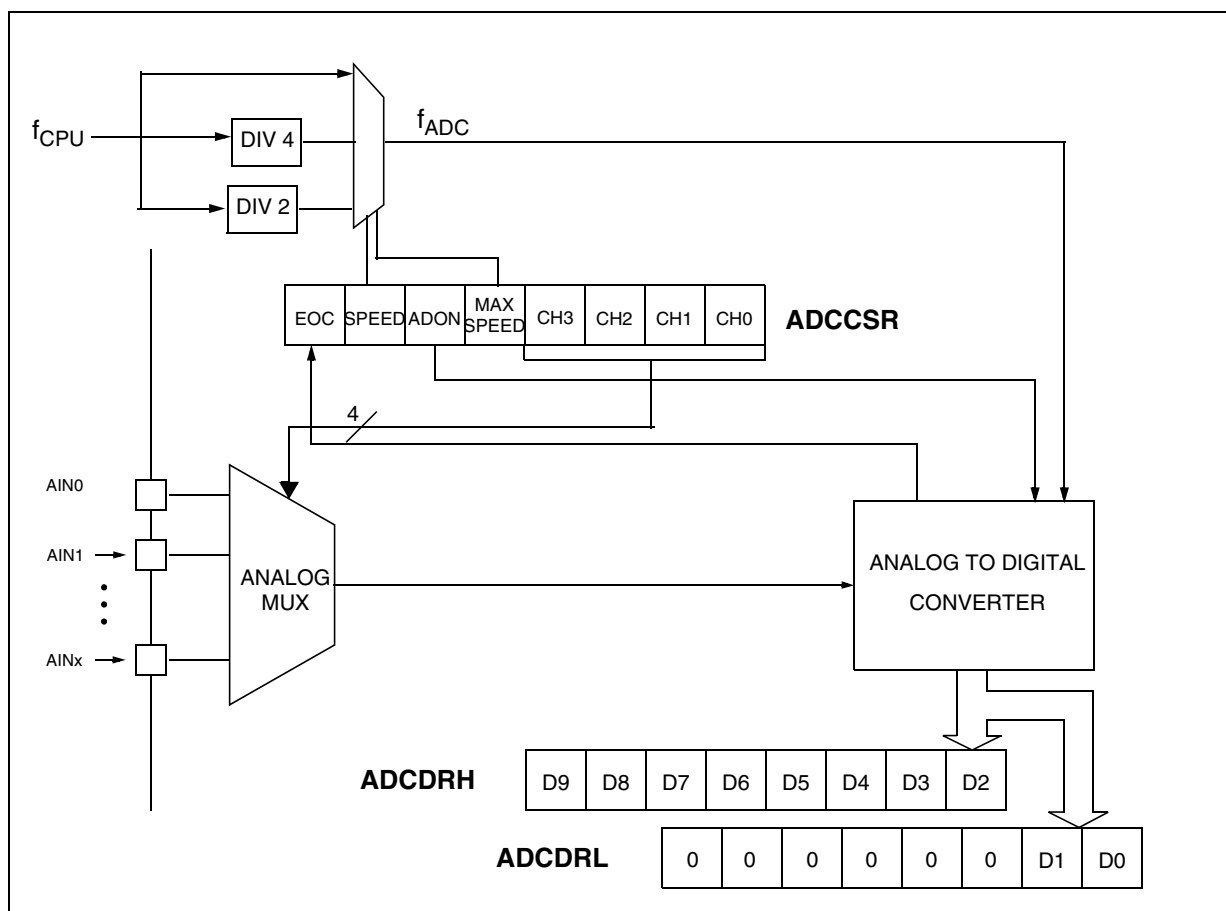 fCPU
DIV 4
DIV 2
fADC
EOC SPEED ADON MAX SPEED CH3 CH2 CH1 CH0 ADCCSR
4
AIN0
AIN1
AINx
ANALOG
MUX
ANALOG TO DIGITAL
CONVERTER
ADCDRH D9 D8 D7 D6 D5 D4 D3 D2
ADCDRL 0 0 0 0 0 0 D1 D0